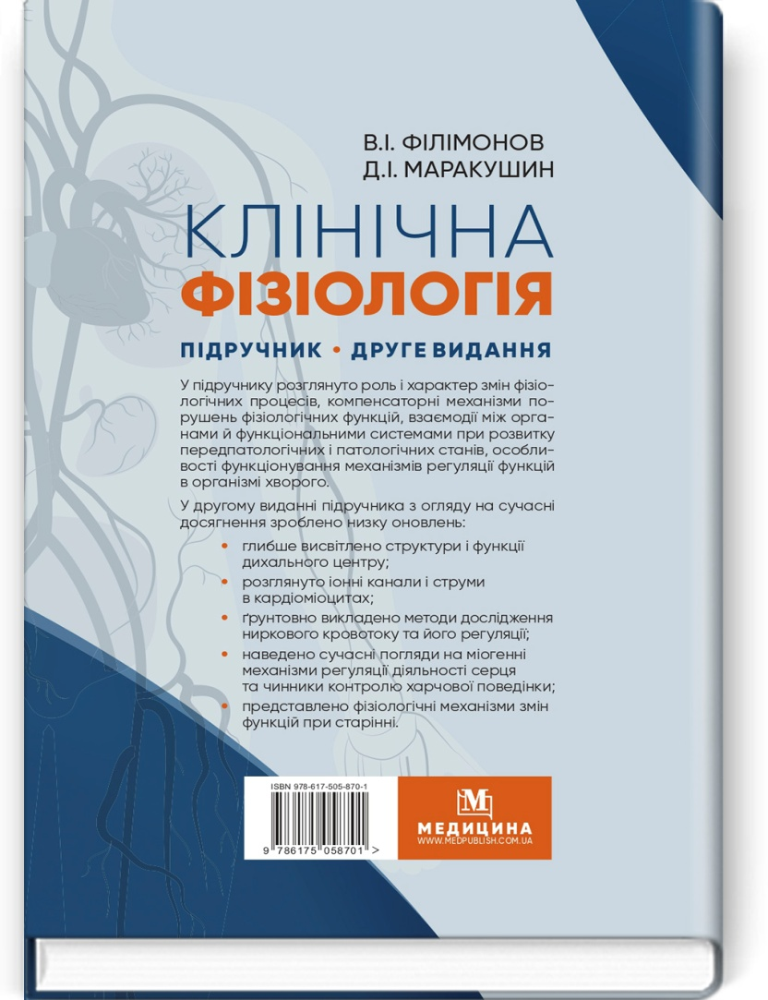 В.І. ФІЛІМОНОВ
Д.І. МАРАКУШИН
КЛІНІЧНА
ФІЗІОЛОГІЯ
ПІДРУЧНИК • ДРУГЕ ВИДАННЯ
У підручнику розглянуто роль і характер змін фізіо-
логічних процесів, компенсаторні механізми по-
рушень фізіологічних функцій, взаємодії між орга-
нами й функціональними системами при розвитку
передпатологічних і патологічних станів, особли-
вості функціонування механізмів регуляції функцій
в організмі хворого.
У другому виданні підручника з огляду на сучасні
досягнення зроблено низку оновлень:
• глибше висвітлено структури і функції
дихального центру;
• розглянуто іонні канали і струми
в кардіоміоцитах;
• ґрунтовно викладено методи дослідження
ниркового кровотоку та його регуляції;
• наведено сучасні погляди на міогенні
механізми регуляції діяльності серця
та чинники контролю харчової поведінки;
• представлено фізіологічні механізми змін
функцій при старінні.
ISBN 978-617-505-870-1
9 786175 058701 >
М
МЕДИЦИНА
WWW.MEDPUBLISH.COM.UA